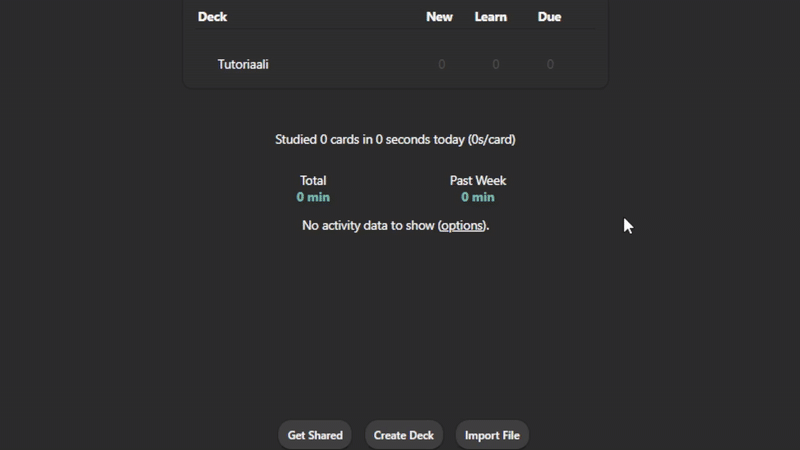 Deck New Learn Due
Tutoriaali 0 0 0
Studied 0 cards in 0 seconds today (0s/card)
Total Past Week
0 min 0 min
No activity data to show (options).
Get Shared Create Deck Import File